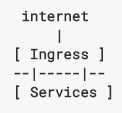 internet
|
[ Ingress ]
--|-----|--
[ Services ]